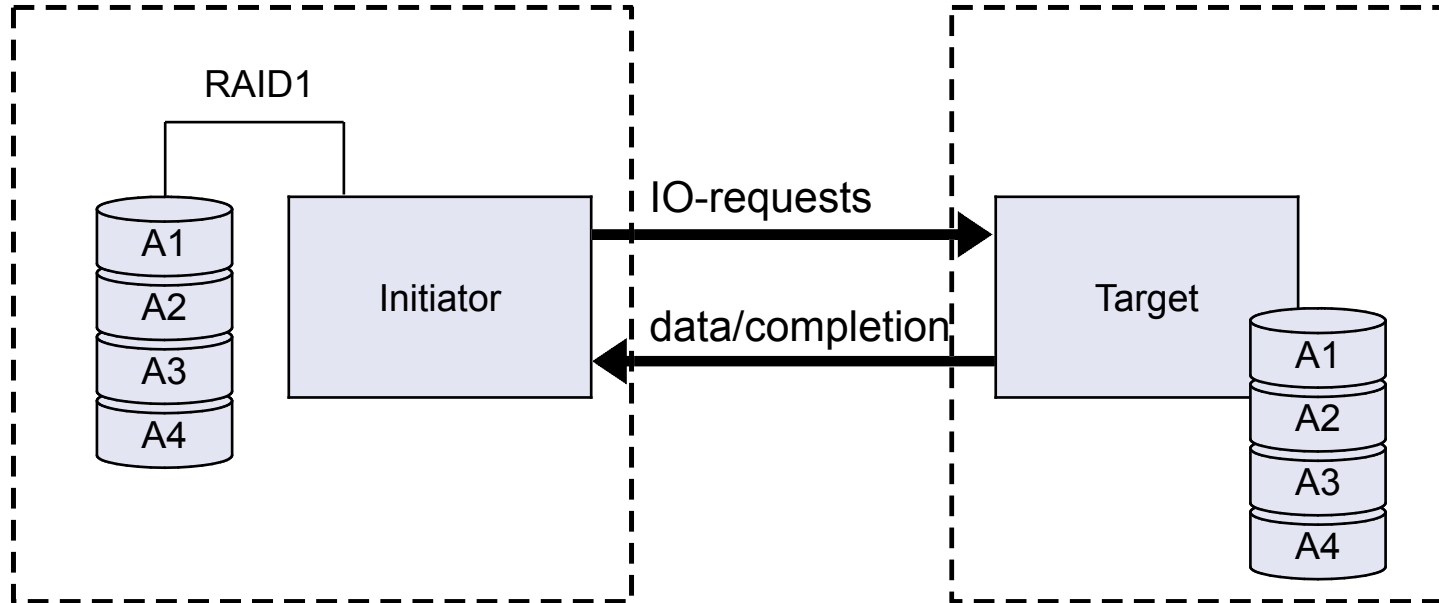 RAID1
IO-requests
A1
A2
A3
A4
Initiator
data/completion
Target
A1
A2
A3
A4